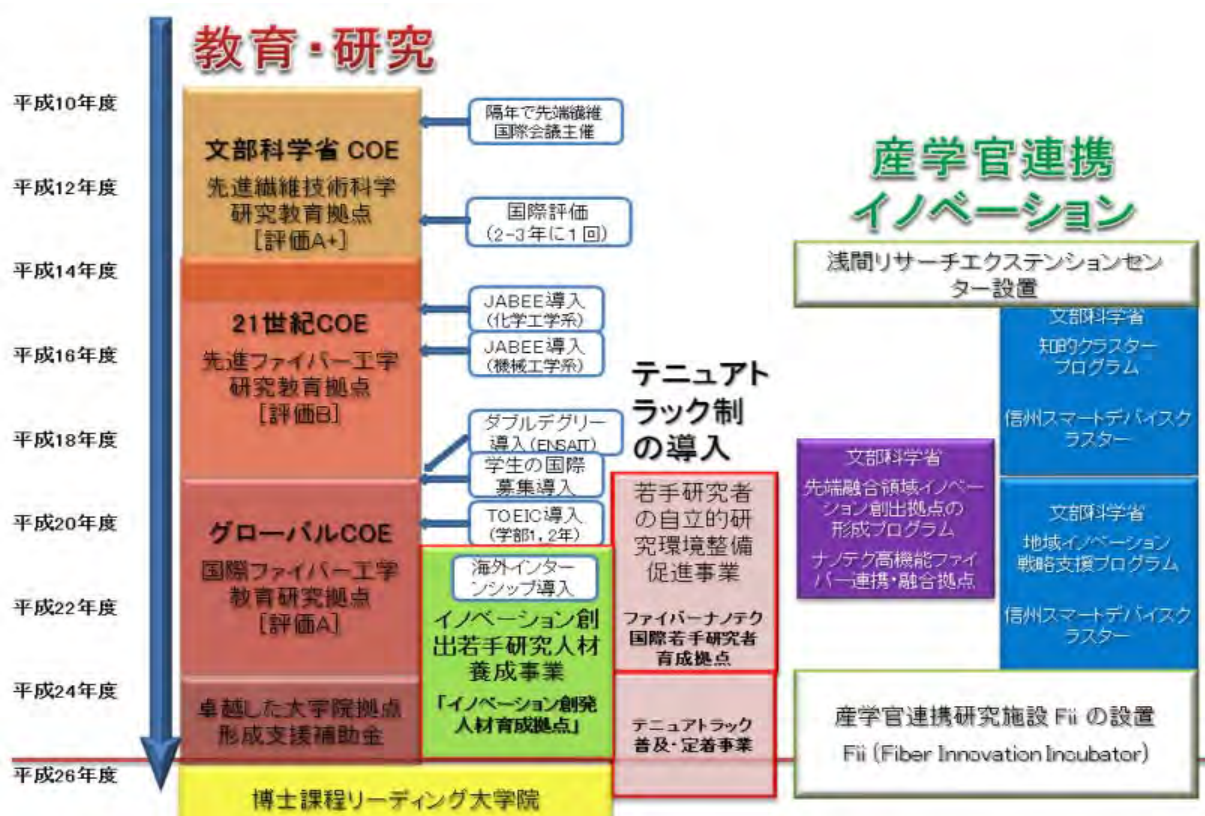 教育・研究
平成10年度
平成12年度
平成14年度
平成16年度
平成18年度
平成20年度
平成22年度
平成24年度
平成26年度
文部科学省 COE
先進繊維技術科学
研究教育拠点
[評価A+]
21世紀COE
先進ファイバー工学
研究教育拠点
[評価B]
グローバルCOE
国際ファイバー工学
教育研究拠点
[評価A]
卓越した大学院拠点
形成支援補助金
博士課程リーディング大学院
隔年で先端繊維
国際会議主催
国際評価
(2-3年に1回)
JABEE導入
(化学工学系)
JABEE導入
(機械工学系)
ダブルデグリー
導入(ENSAIT)
学生の国際
募集導入
TOEIC導入
(学部1, 2年)
海外インター
ンシップ導入
イノベーション創
出若手研究人材
養成事業
「イノベーション創発
人材育成拠点」
テニュアト
ラック制
の導入
若手研究者
の自立的研
究環境整備
促進事業
ファイバーナノテク
国際若手研究者
育成拠点
テニュアトラック
普及・定着事業
産学官連携
イノベーション
浅間リサーチエクステンションセン
ター設置
文部科学省
知的クラスター
プログラム
信州スマートデバイスク
ラスター
文部科学省
先端融合領域イノベー
ション創出拠点の
形成プログラム
ナノテク高機能ファイ
バー連携・融合拠点
文部科学省
地域イノベーション
戦略支援プログラム
信州スマートデバイスク
ラスター
産学官連携研究施設 Fii の設置
Fii (Fiber Innovation Incubator)